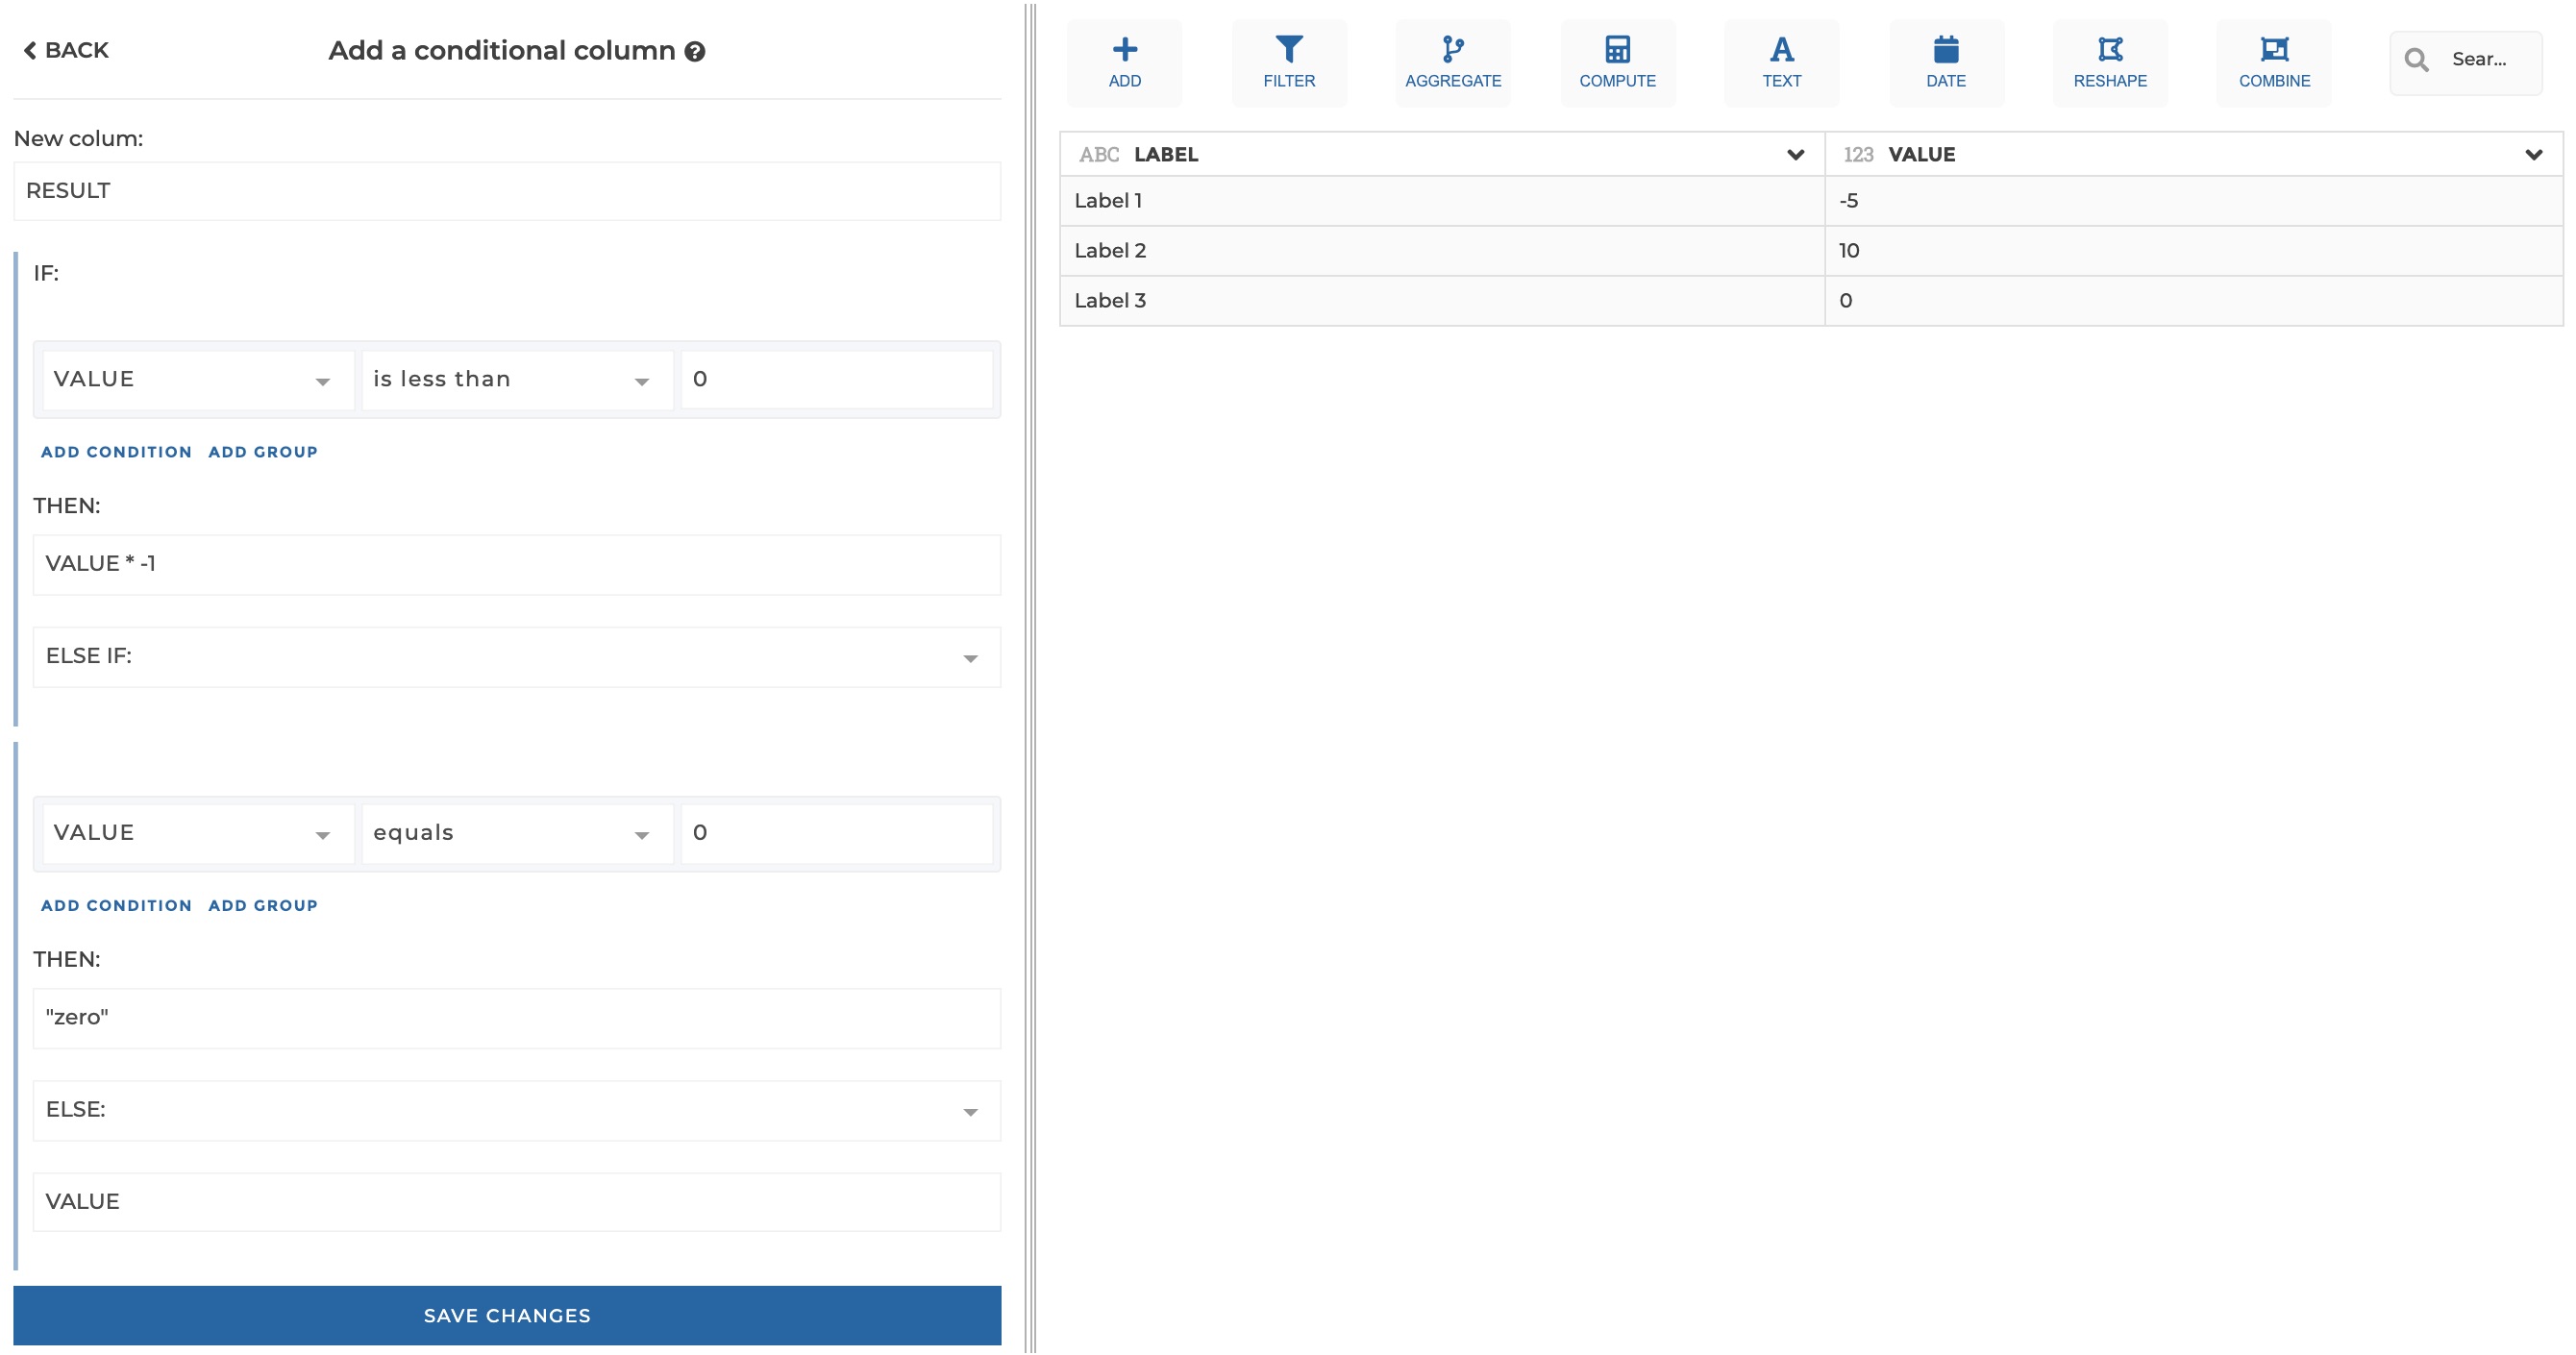 BACK
Add a conditional column
New colum:
RESULT
IF:
VALUE is less than 0
ADD CONDITION ADD GROUP
THEN:
VALUE * -1
ELSE IF:
VALUE equals 0
ADD CONDITION ADD GROUP
THEN:
"zero"
ELSE:
VALUE
SAVE CHANGES
ADD FILTER AGGREGATE COMPUTE TEXT DATE RESHAPE COMBINE Sear...
ABC LABEL 123 VALUE
Label 1 -5
Label 2 10
Label 3 0